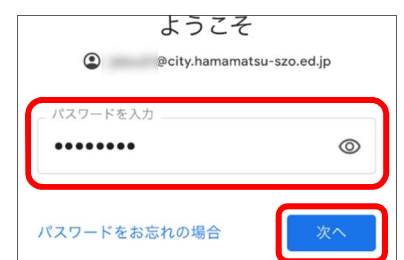 ようこそ
@city.hamamatsu-szo.ed.jp
パスワードを入力
••••••••
パスワードをお忘れの場合
次へ